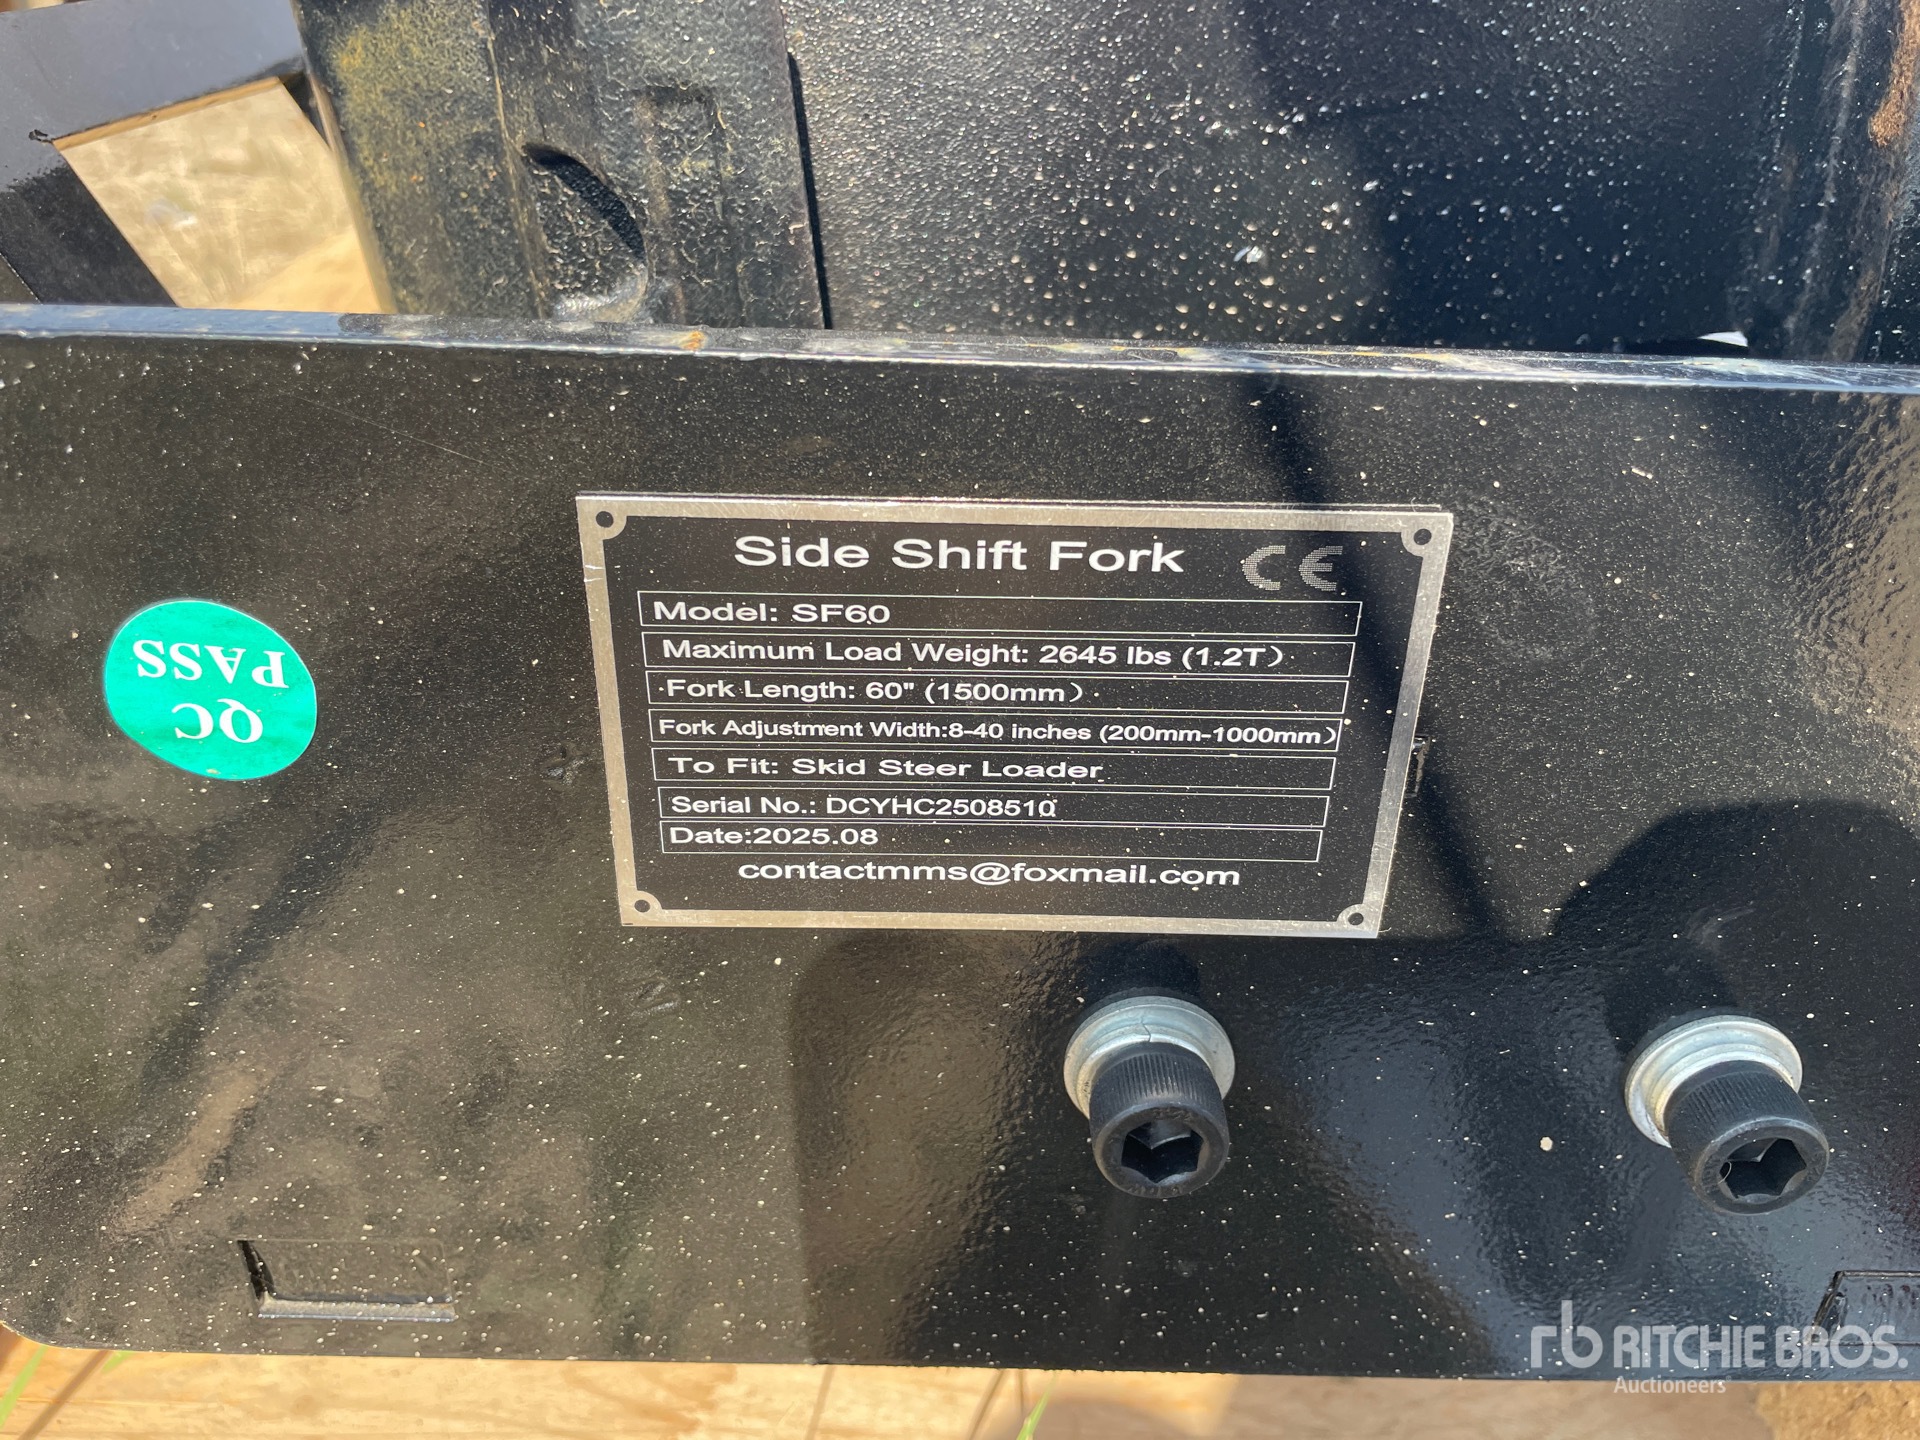 Side Shift Fork CE
Model: SF60
Maximum Load Weight: 2645 lbs (1.2T)
Fork Length: 60" (1500mm)
Fork Adjustment Width:8-40 inches (200mm-1000mm)
To Fit: Skid Steer Loader
Serial No.: DCYHC2508510
Date:2025.08
contactmms@foxmail.com
QC
PASS
rb RITCHIE BROS.
Auctioneers